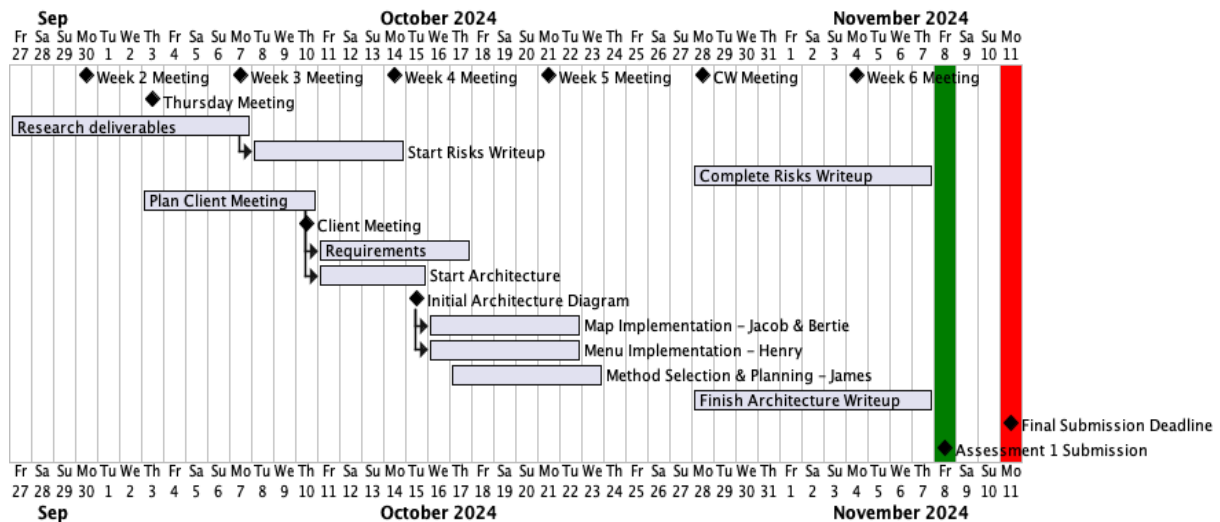 Sep October 2024 November 2024
Fr Sa Su Mo Tu We Th Fr Sa Su Mo Tu We Th Fr Sa Su Mo Tu We Th Fr Sa Su Mo Tu We Th Fr Sa Su Mo Tu We Th Fr Sa Su Mo Tu We Th Fr Sa Su Mo
27 28 29 30 1 2 3 4 5 6 7 8 9 10 11 12 13 14 15 16 17 18 19 20 21 22 23 24 25 26 27 28 29 30 31 1 2 3 4 5 6 7 8 9 10 11
Week 2 Meeting Week 3 Meeting Week 4 Meeting Week 5 Meeting CW Meeting Week 6 Meeting
Thursday Meeting
Research deliverables
Start Risks Writeup
Complete Risks Writeup
Plan Client Meeting
Client Meeting
Requirements
Start Architecture
Initial Architecture Diagram
Map Implementation – Jacob & Bertie
Menu Implementation – Henry
Method Selection & Planning – James
Finish Architecture Writeup
Final Submission Deadline
Assessment 1 Submission
Fr Sa Su Mo Tu We Th Fr Sa Su Mo Tu We Th Fr Sa Su Mo Tu We Th Fr Sa Su Mo Tu We Th Fr Sa Su Mo Tu We Th Fr Sa Su Mo Tu We Th Fr Sa Su Mo
27 28 29 30 1 2 3 4 5 6 7 8 9 10 11 12 13 14 15 16 17 18 19 20 21 22 23 24 25 26 27 28 29 30 31 1 2 3 4 5 6 7 8 9 10 11
Sep October 2024 November 2024